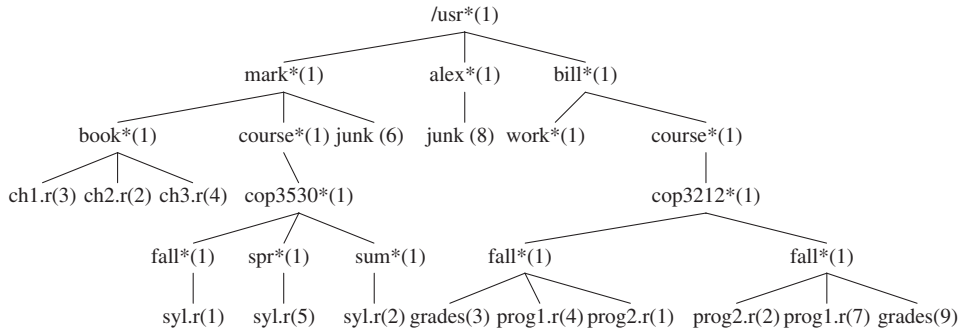 /usr*(1)
mark*(1) alex*(1) bill*(1)
book*(1) course*(1) junk (6) junk (8) work*(1) course*(1)
ch1.r(3) ch2.r(2) ch3.r(4) cop3530*(1) cop3212*(1)
fall*(1) spr*(1) sum*(1) fall*(1) fall*(1)
syl.r(1) syl.r(5) syl.r(2) grades(3) prog1.r(4) prog2.r(1) prog2.r(2) prog1.r(7) grades(9)